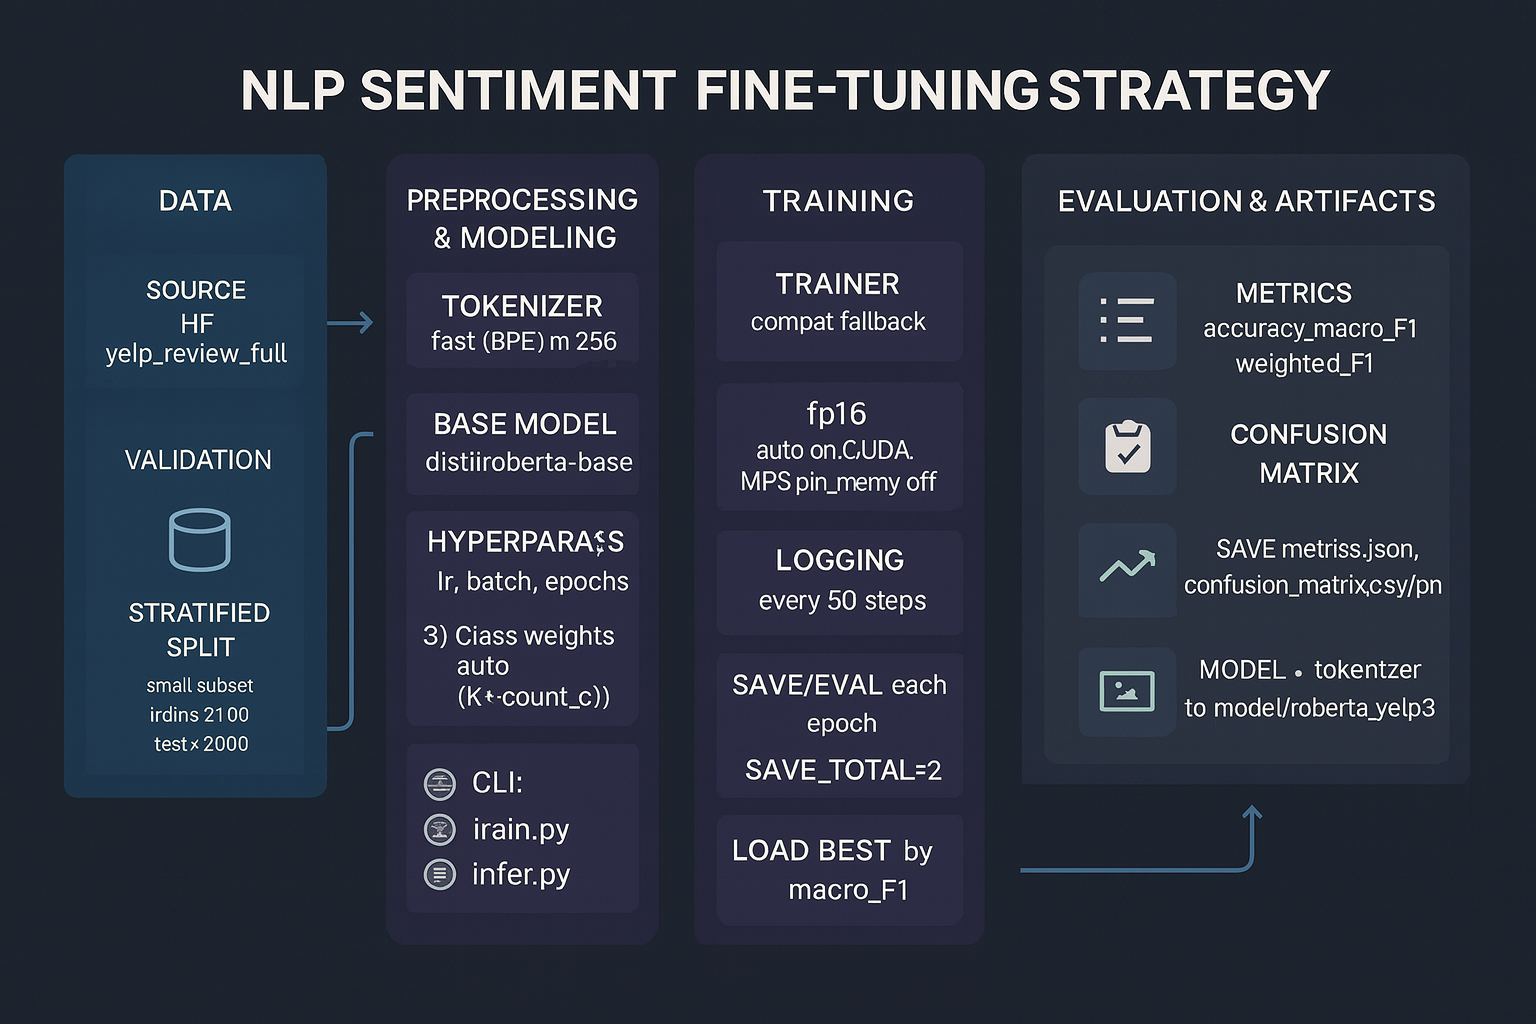 NLP SENTIMENT FINE-TUNING STRATEGY
DATA
SOURCE
HF
yelp_review_full
VALIDATION
STRATIFIED
SPLIT
small subset
irdins 2100
test× 2000
PREPROCESSING
& MODELING
TOKENIZER
fast (BPE) m 256
BASE MODEL
distiiroberta-base
lr, batch, epochs
3) Ciass weights
auto
CLI:
irain.py
infer.py
TRAINING
TRAINER
compat fallback
fp16
auto on.CUDA.
MPS pin_memy off
LOGGING
every 50 steps
SAVE/EVAL each
epoch
SAVE_TOTAL=2
LOAD BEST by
macro_F1
EVALUATION & ARTIFACTS
METRICS
accuracy_macro_F1
weighted_F1
CONFUSION
MATRIX
SAVE metriss.json,
confusion_matrix,csy/pn
MODEL • tokentzer
to model/roberta_yelp3